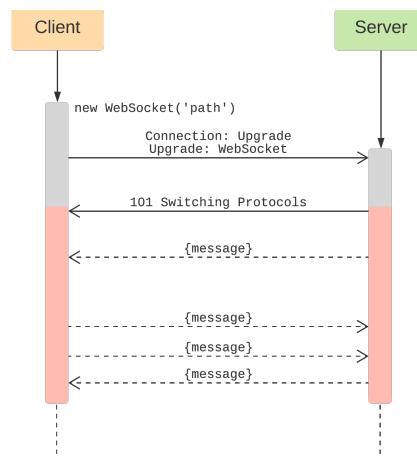 Client
Server
new WebSocket('path')
Connection: Upgrade
Upgrade: WebSocket
101 Switching Protocols
{message}
{message}
{message}
{message}